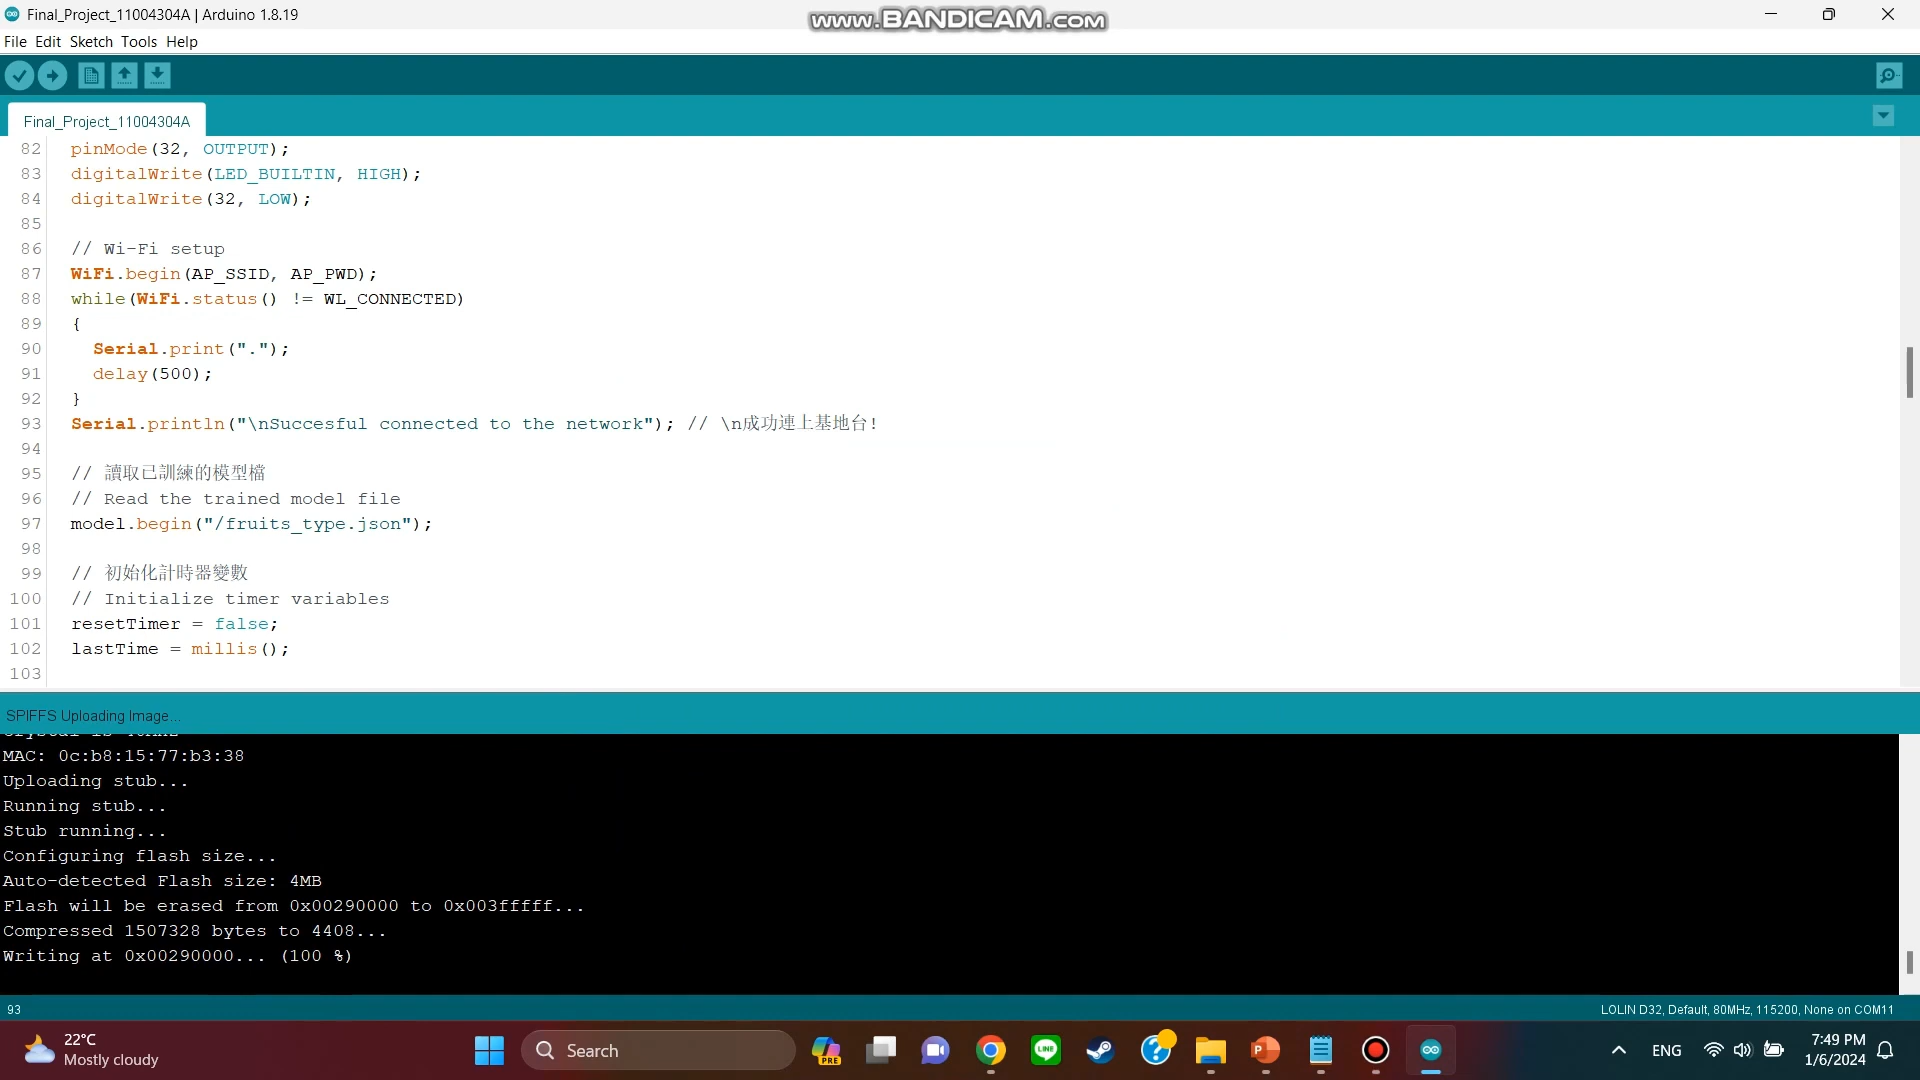 Final_Project_11004304A | Arduino 1.8.19
www.BANDICAM.com
File Edit Sketch Tools Help
Final_Project_11004304A
82 pinMode(32, OUTPUT);
83 digitalWrite(LED_BUILTIN, HIGH);
84 digitalWrite(32, LOW);
85
86 // Wi-Fi setup
87 WiFi.begin(AP_SSID, AP_PWD);
88 while(WiFi.status() != WL_CONNECTED)
89 {
90 Serial.print(".");
91 delay(500);
92 }
93 Serial.println("\nSuccesful connected to the network"); // \n成功連上基地台!
94
95 // 讀取已訓練的模型檔
96 // Read the trained model file
97 model.begin("/fruits_type.json");
98
99 // 初始化計時器變數
100 // Initialize timer variables
101 resetTimer = false;
102 lastTime = millis();
103
SPIFFS Uploading Image...
MAC: 0c:b8:15:77:b3:38
Uploading stub...
Running stub...
Stub running...
Configuring flash size...
Auto-detected Flash size: 4MB
Flash will be erased from 0x00290000 to 0x003fffff...
Compressed 1507328 bytes to 4408...
Writing at 0x00290000... (100 %)
93
LOLIN D32, Default, 80MHz, 115200, None on COM11
22°C
Mostly cloudy
Search
PRE
LINE
ENG
7:49 PM
1/6/2024